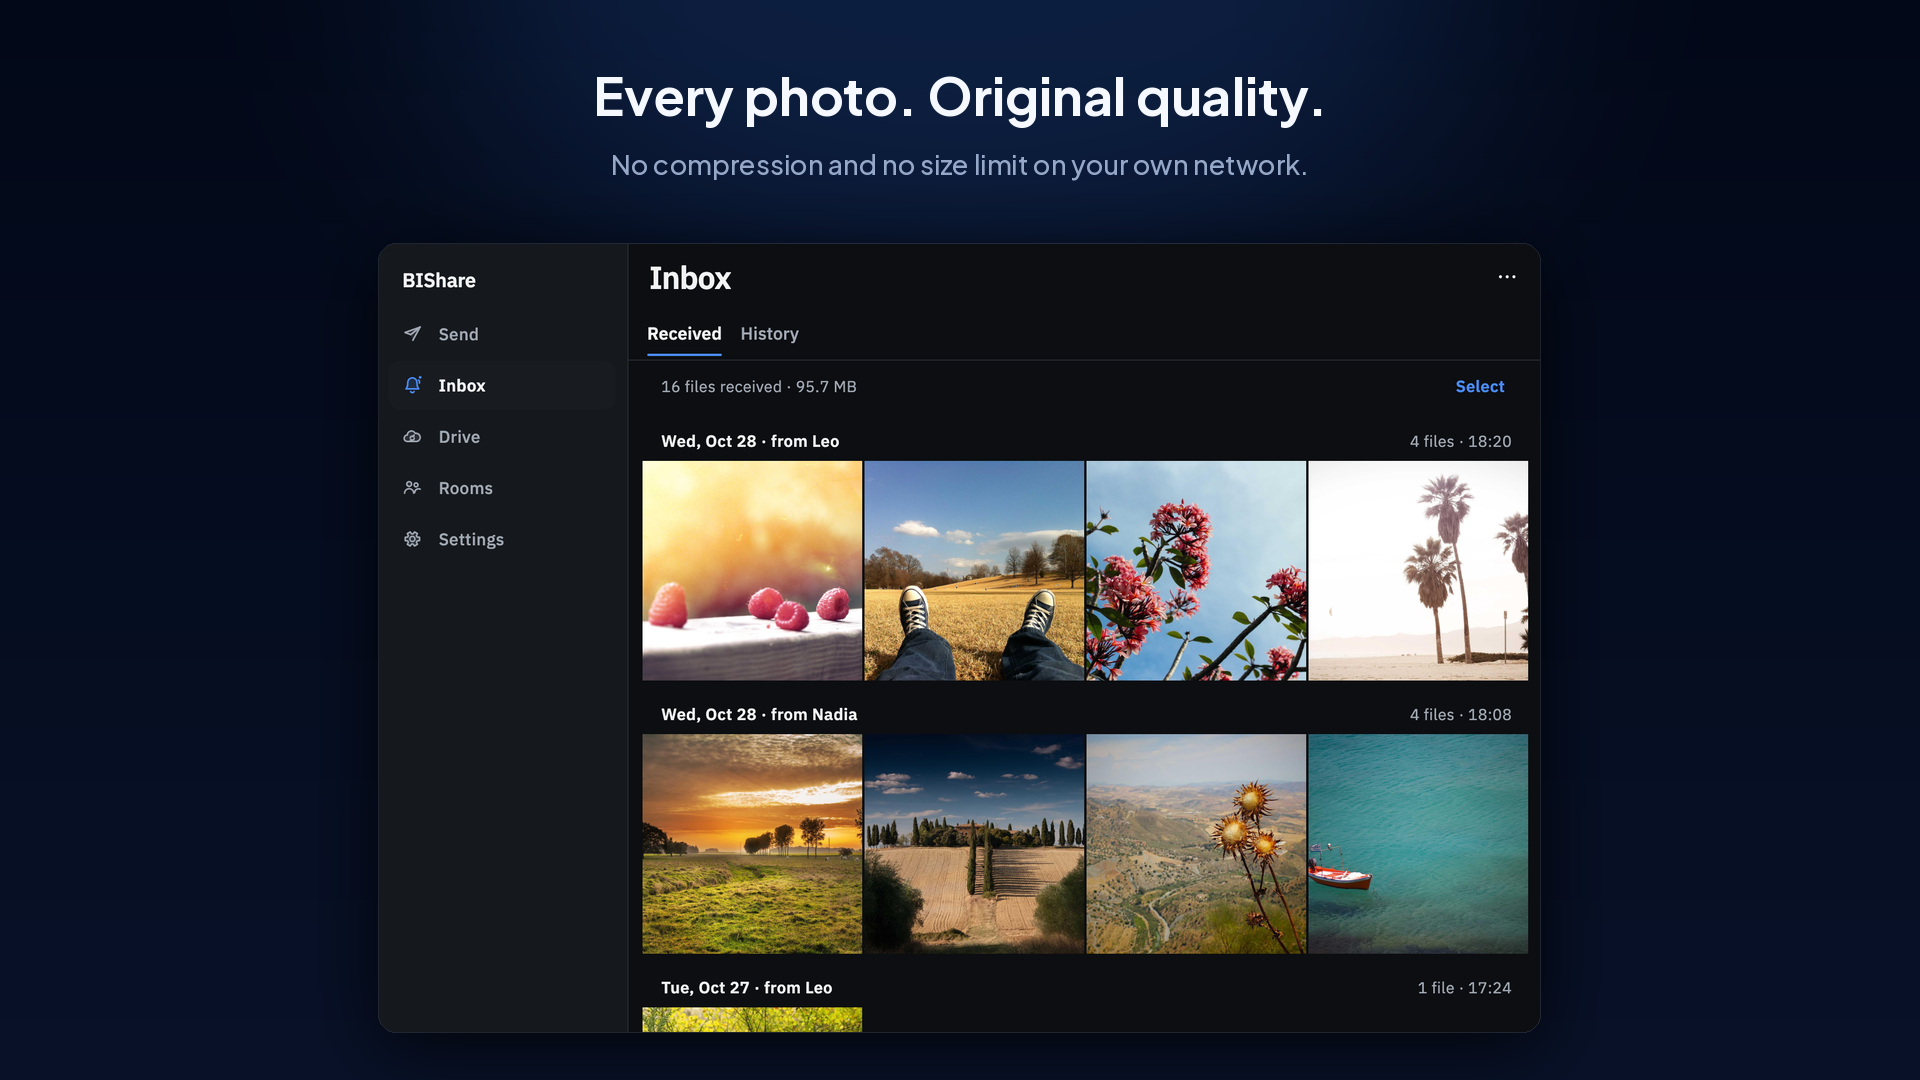 Every photo. Original quality.
No compression and no size limit on your own network.
BIShare
Send
Inbox
Drive
Rooms
Settings
Inbox
Received History
16 files received · 95.7 MB Select
Wed, Oct 28 · from Leo 4 files · 18:20
Wed, Oct 28 · from Nadia 4 files · 18:08
Tue, Oct 27 · from Leo 1 file · 17:24